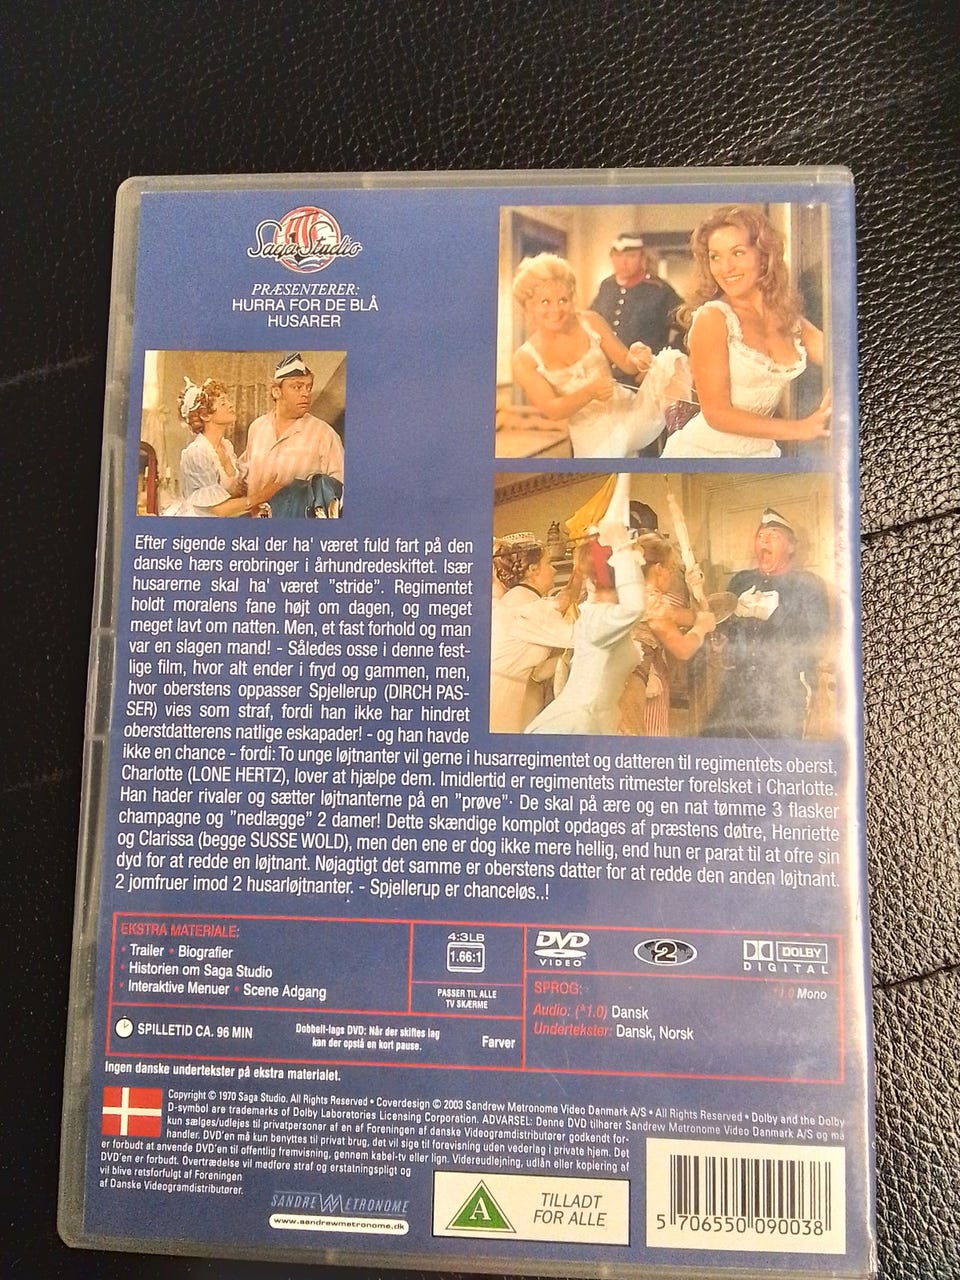 Saga Studio
PRÆSENTERER:
HURRA FOR DE BLÅ
HUSARER
Efter sigende skal der ha' været fuld fart på den
danske hærs erobringer i århundredeskiftet. Især
husarerne skal ha' været "stride". Regimentet
holdt moralens fane højt om dagen, og meget
meget lavt om natten. Men, et fast forhold og man
var en slagen mand! - Således osse i denne fest-
lige film, hvor alt ender i fryd og gammen, men,
hvor oberstens oppasser Spjellerup (DIRCH PAS-
SER) vies som straf, fordi han ikke har hindret
oberstdatterens natlige eskapader! - og han havde
ikke en chance - fordi: To unge løjtnanter vil gerne i husarregimentet og datteren til regimentets oberst,
Charlotte (LONE HERTZ), lover at hjælpe dem. Imidlertid er regimentets ritmester forelsket i Charlotte.
Han hader rivaler og sætter løjtnanterne på en "prøve". De skal på ære og en nat tømme 3 flasker
champagne og "nedlægge" 2 damer! Dette skændige komplot opdages af præstens døtre, Henriette
og Clarissa (begge SUSSE WOLD), men den ene er dog ikke mere hellig, end hun er parat til at ofre sin
dyd for at redde en løjtnant. Nøjagtigt det samme er oberstens datter for at redde den anden løjtnant.
2 jomfruer imod 2 husarløjtnanter. - Spjellerup er chanceløs..!
EKSTRA MATERIALE:
• Trailer • Biografier
• Historien om Saga Studio
• Interaktive Menuer • Scene Adgang
4:3LB
1.66:1
PASSER TIL ALLE
TV SKÆRME
DVD
VIDEO
2
DOLBY
DIGITAL
*1.0 Mono
SPROG:
Audio: (*1.0) Dansk
Undertekster: Dansk, Norsk
SPILLETID CA. 96 MIN
Dobbelt-lags DVD: Når der skiftes lag
kan der opstå en kort pause.
Farver
Ingen danske undertekster på ekstra materialet.
Copyright © 1970 Saga Studio. All Rights Reserved • Coverdesign © 2003 Sandrew Metronome Video Danmark A/S • All Rights Reserved • Dolby and the Dolby
D-symbol are trademarks of Dolby Laboratories Licensing Corporation. ADVARSEL: Denne DVD tilhører Sandrew Metronome Video Danmark A/S og må
kun sælges/udlejes til privatpersoner af en af Foreningen af danske Videogramdistributører godkendt for-
handler. DVD'en må kun benyttes til privat brug, det vil sige til forevisning uden vederlag i private hjem. Det
er forbudt at anvende DVD'en til offentlig fremvisning, gennem kabel-tv eller lign. Videreudlejning, udlån eller kopiering af
DVD'en er forbudt. Overtrædelse vil medføre straf og erstatningspligt og
vil blive retsforfulgt af Foreningen
af Danske Videogramdistributører.
SANDREW METRONOME
www.sandrewmetronome.dk
A
TILLADT
FOR ALLE
5 706550 090038